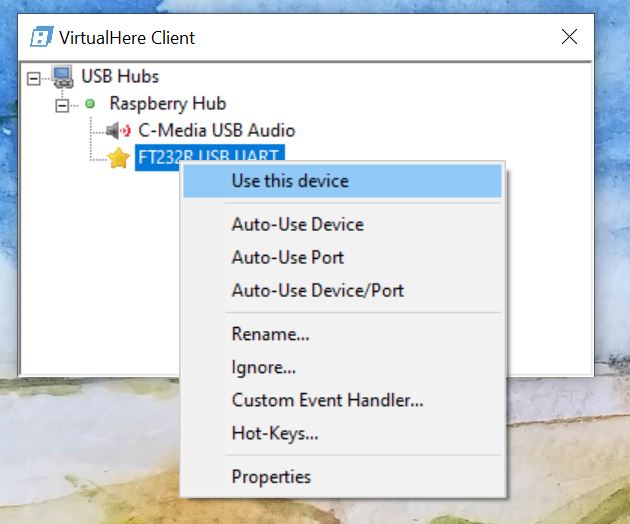 VirtualHere Client
USB Hubs
Raspberry Hub
C-Media USB Audio
FT232R USB UART
Use this device
Auto-Use Device
Auto-Use Port
Auto-Use Device/Port
Rename...
Ignore...
Custom Event Handler...
Hot-Keys...
Properties